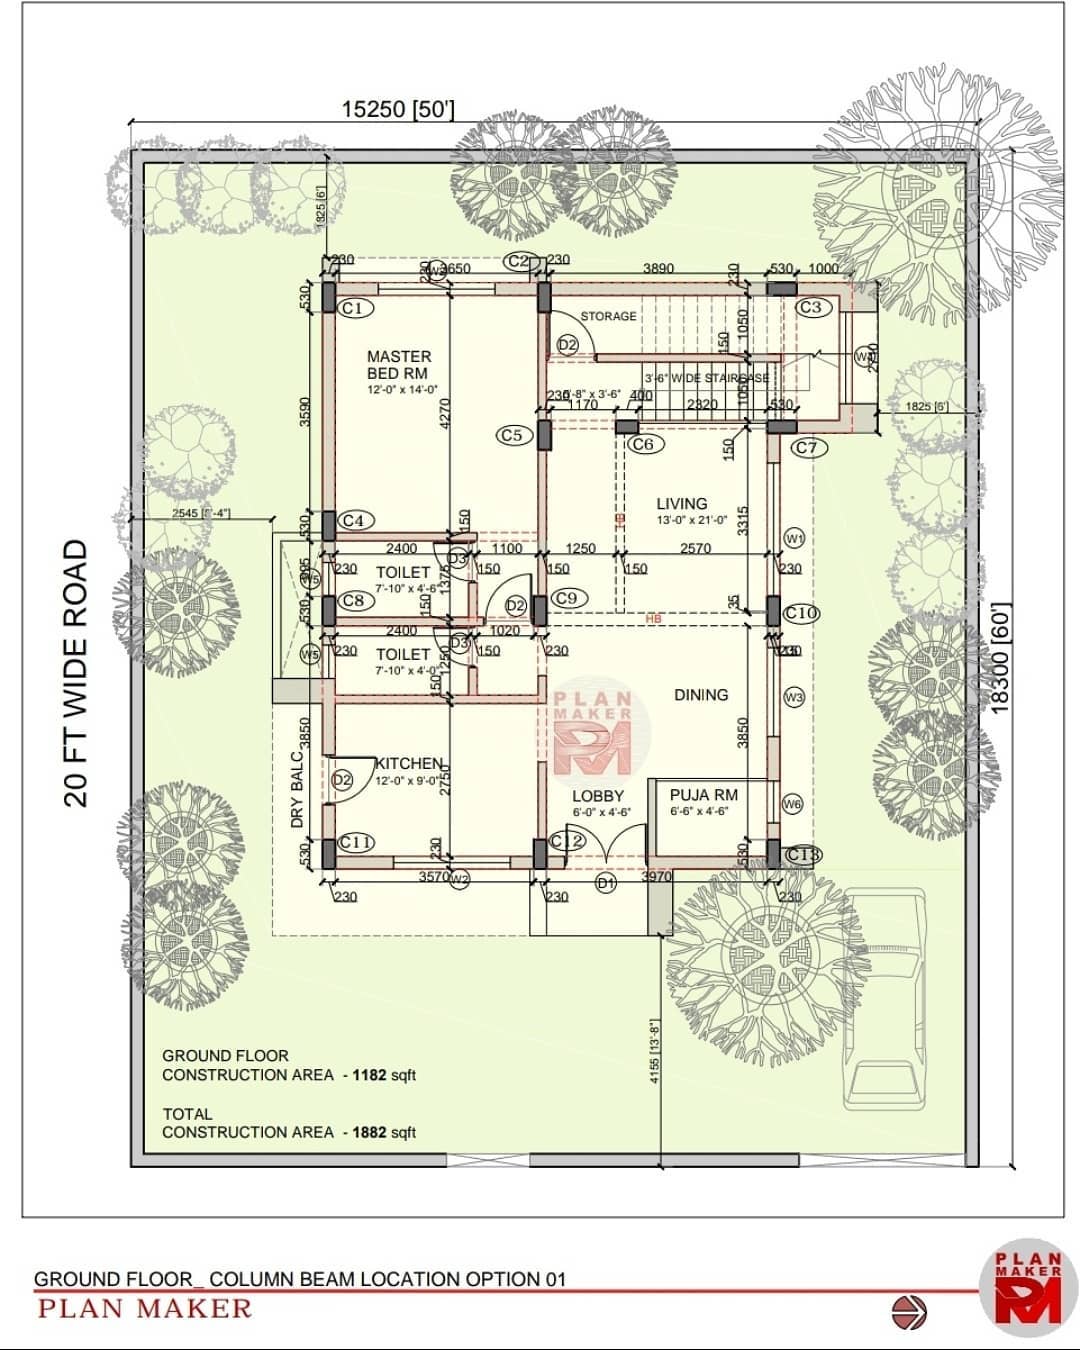 15250 [50']
1825 [6']
230
230
3650
W2
C2
230
3890
230
530
1000
530
C1
C3
STORAGE
D2
1050
150
MASTER
BED RM
12'-0" x 14'-0"
3'-6" WIDE STAIRCASE
1050
W4
3590
4270
230
1170
400
2320
530
1825 [6']
C5
C6
C7
150
LIVING
13'-0" x 21'-0"
3315
2545 [8'-4"]
530
C4
150
HB
W1
2400
1100
1250
2570
230
TOILET
7'-10" x 4'-6"
D3
1375
150
150
150
230
W5
530
C8
150
D2
C9
C10
HB
20 FT WIDE ROAD
18300 [60']
2400
1020
W5
230
TOILET
7'-10" x 4'-0"
D3
1250
150
150
230
PLAN
MAKER
PM
DINING
W3
3850
3850
DRY BALC
D2
KITCHEN
12'-0" x 9'-0"
2750
LOBBY
6'-0" x 4'-6"
PUJA RM
6'-6" x 4'-6"
W6
530
C11
230
C12
530
C13
3570
W2
D1
3970
230
230
230
4155 [13'-8"]
GROUND FLOOR
CONSTRUCTION AREA - 1182 sqft
TOTAL
CONSTRUCTION AREA - 1882 sqft
GROUND FLOOR_ COLUMN BEAM LOCATION OPTION 01
PLAN MAKER
PLAN
MAKER
PM